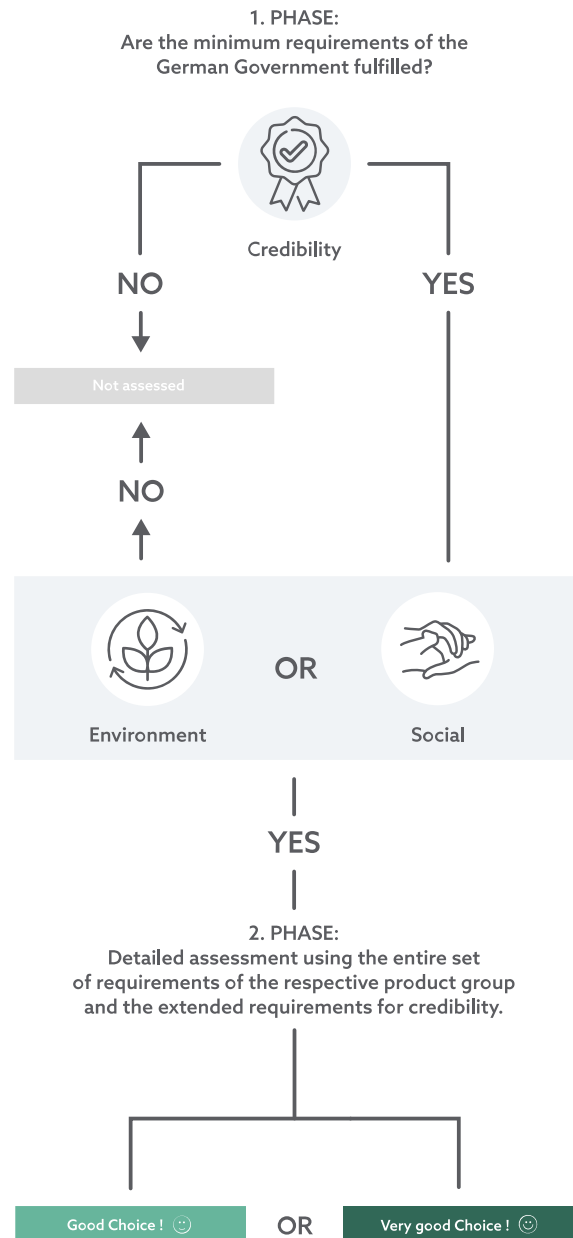 1. PHASE:
Are the minimum requirements of the
German Government fulfilled?
Credibility
NO
YES
Not assessed
NO
Environment
OR
Social
YES
2. PHASE:
Detailed assessment using the entire set
of requirements of the respective product group
and the extended requirements for credibility.
Good Choice !
OR
Very good Choice !